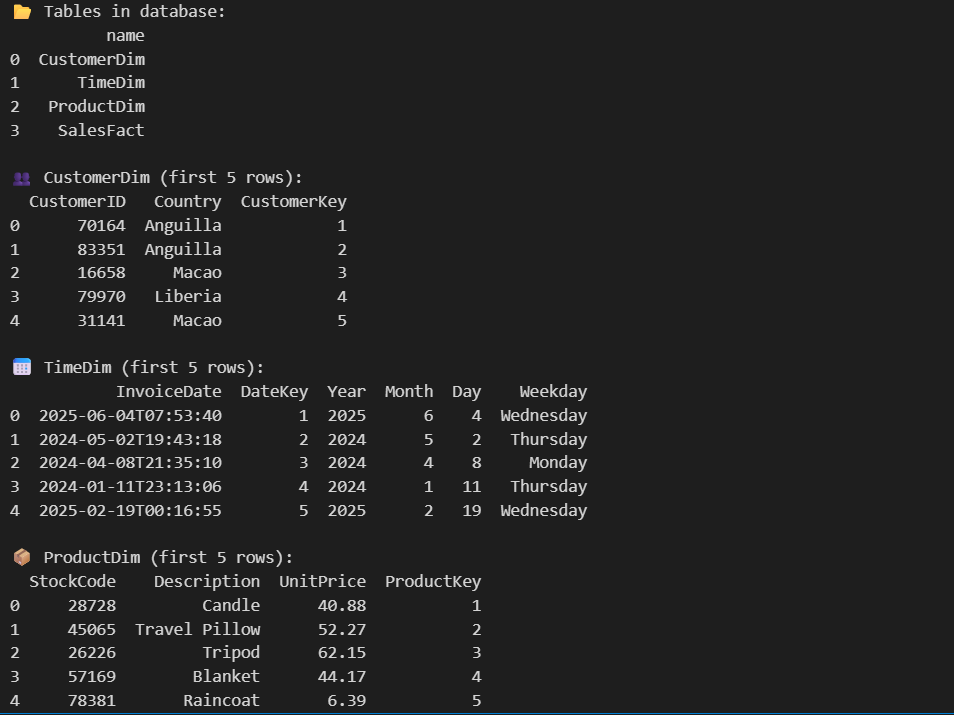 📂 Tables in database:
           name
0  CustomerDim
1      TimeDim
2   ProductDim
3    SalesFact
👥 CustomerDim (first 5 rows):
  CustomerID   Country  CustomerKey
0      70164  Anguilla            1
1      83351  Anguilla            2
2      16658     Macao            3
3      79970   Liberia            4
4      31141     Macao            5
📅 TimeDim (first 5 rows):
           InvoiceDate  DateKey  Year  Month  Day    Weekday
0  2025-06-04T07:53:40        1  2025      6    4  Wednesday
1  2024-05-02T19:43:18        2  2024      5    2   Thursday
2  2024-04-08T21:35:10        3  2024      4    8     Monday
3  2024-01-11T23:13:06        4  2024      1   11   Thursday
4  2025-02-19T00:16:55        5  2025      2   19  Wednesday
📦 ProductDim (first 5 rows):
  StockCode    Description  UnitPrice  ProductKey
0     28728         Candle      40.88           1
1     45065  Travel Pillow      52.27           2
2     26226         Tripod      62.15           3
3     57169        Blanket      44.17           4
4     78381       Raincoat       6.39           5